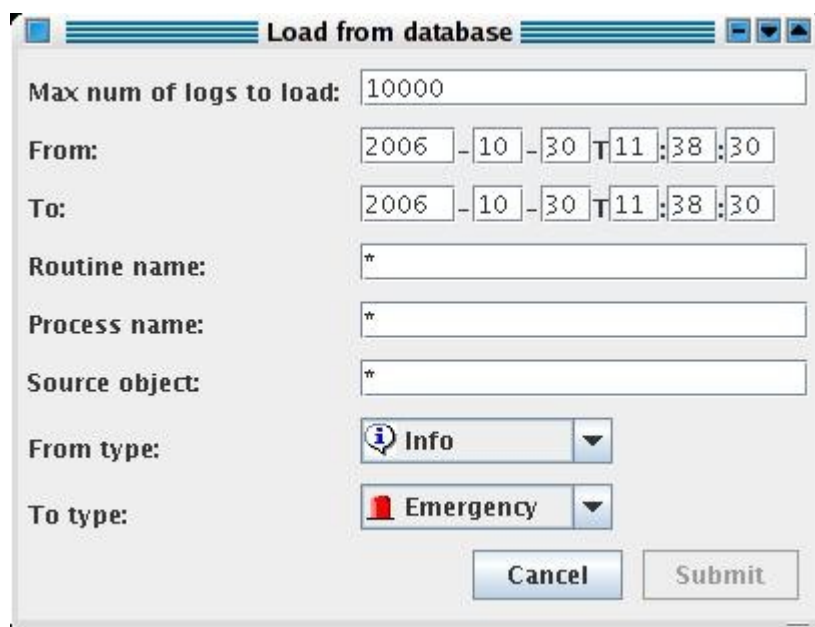 Load from database
Max num of logs to load: 10000
From: 2006 - 10 - 30 T 11 : 38 : 30
To: 2006 - 10 - 30 T 11 : 38 : 30
Routine name: *
Process name: *
Source object: *
From type: Info
To type: Emergency
Cancel Submit